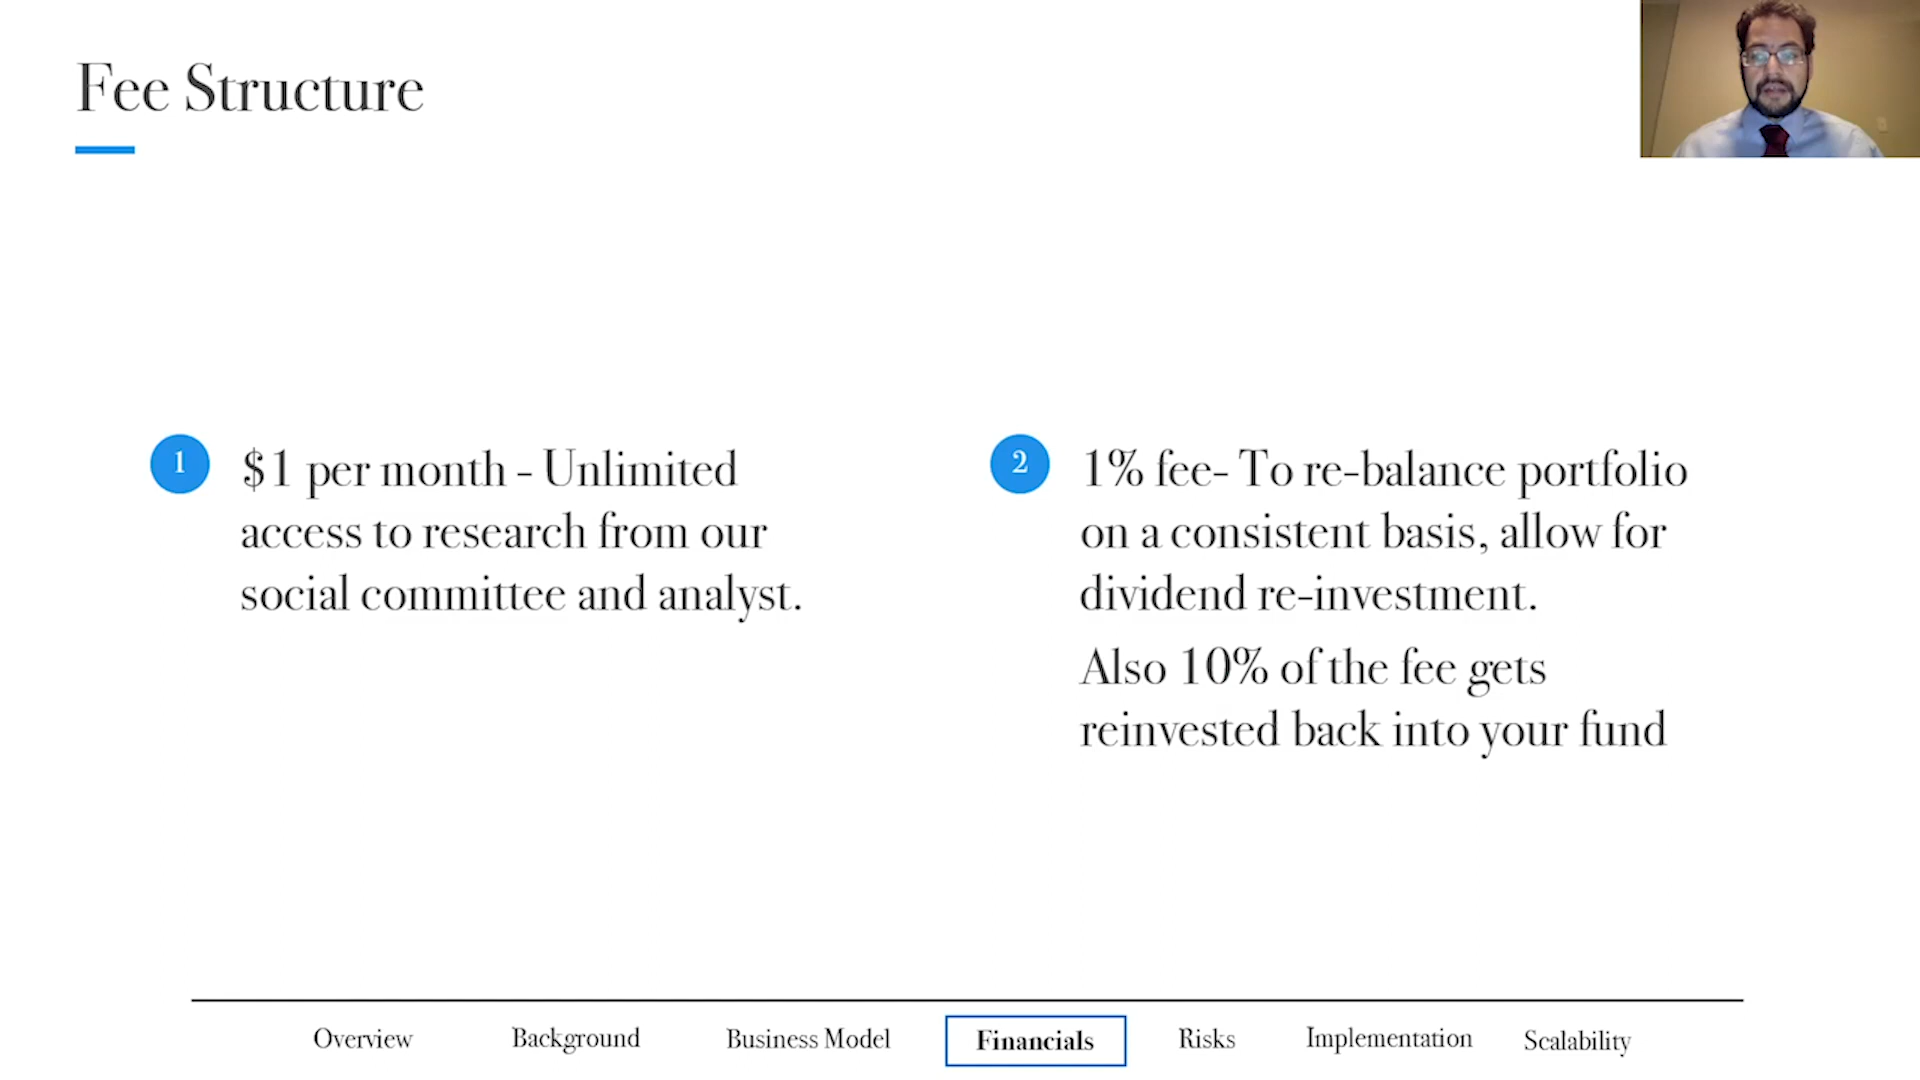 Fee Structure
1
$1 per month - Unlimited
access to research from our
social committee and analyst.
2
1% fee- To re-balance portfolio
on a consistent basis, allow for
dividend re-investment.
Also 10% of the fee gets
reinvested back into your fund
Overview Background Business Model Financials Risks Implementation Scalability